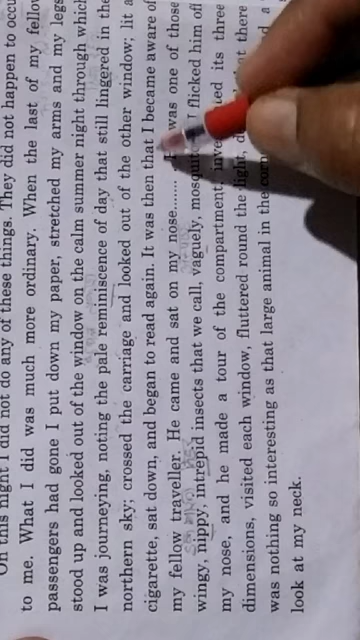 On this night I did not do any of these things. They did not happen to occu
to me. What I did was much more ordinary. When the last of my fellow
passengers had gone I put down my paper, stretched my arms and my legs
stood up and looked out of the window on the calm summer night through which
I was journeying, noting the pale reminiscence of day that still lingered in the
northern sky; crossed the carriage and looked out of the other window; lit a
cigarette, sat down, and began to read again. It was then that I became aware of
my fellow traveller. He came and sat on my nose....... was one of those
wingy, nippy, intrepid insects that we call, vaguely, I flicked him off
my nose, and he made a tour of the compartment, its three
dimensions, visited each window, fluttered round the light, there
was nothing so interesting as that large animal in the a
look at my neck.